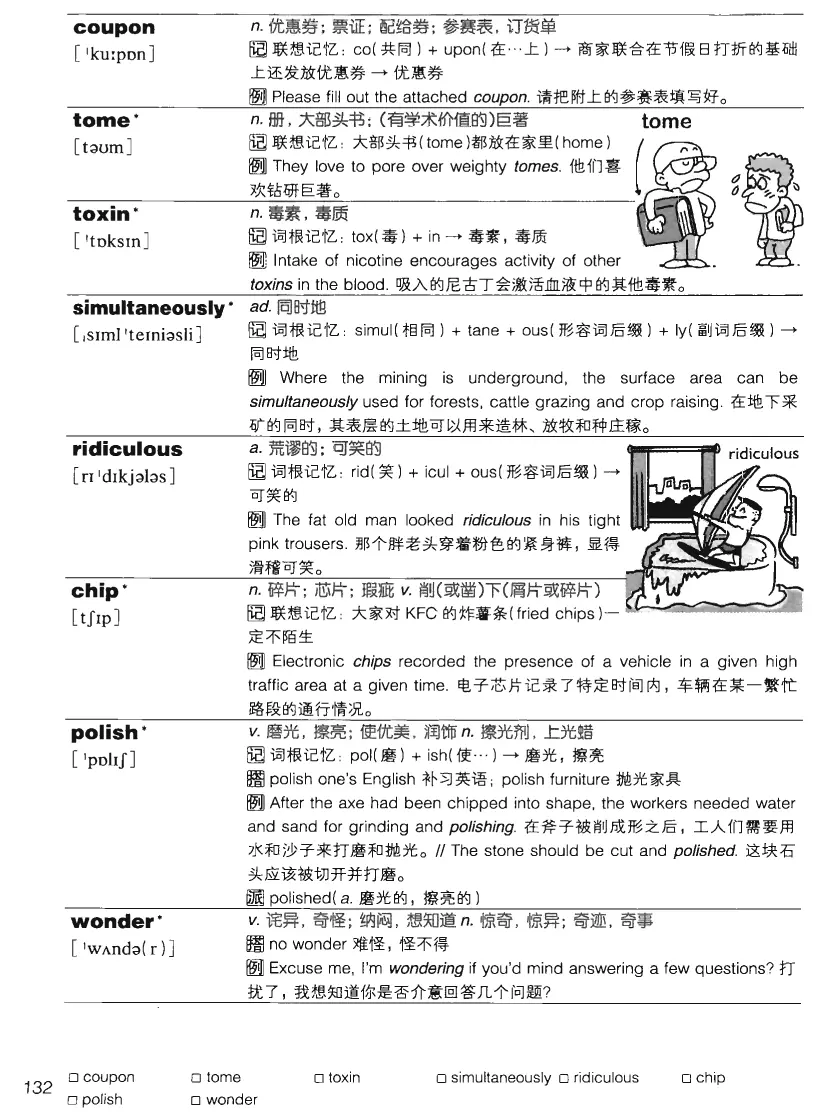 coupon
[ˈkuːpɒn]
n. 优惠券；票证；配给券；参赛表，订货单
记 联想记忆：co(共同) + upon(在…上) → 商家联合在节假日打折的基础
上还发放优惠券 → 优惠券
例 Please fill out the attached coupon. 请把附上的参赛表填写好。
tome*
[təʊm]
n. 册，大部头书；(有学术价值的)巨著
记 联想记忆：大部头书(tome)都放在家里(home)
例 They love to pore over weighty tomes. 他们喜
欢钻研巨著。
tome
toxin*
[ˈtɒksɪn]
n. 毒素，毒质
记 词根记忆：tox(毒) + in → 毒素，毒质
例 Intake of nicotine encourages activity of other
toxins in the blood. 吸入的尼古丁会激活血液中的其他毒素。
simultaneously*
[ˌsɪmlˈteɪniəsli]
ad. 同时地
记 词根记忆：simul(相同) + tane + ous(形容词后缀) + ly(副词后缀) →
同时地
例 Where the mining is underground, the surface area can be
simultaneously used for forests, cattle grazing and crop raising. 在地下采
矿的同时，其表层的土地可以用来造林、放牧和种庄稼。
ridiculous
[rɪˈdɪkjələs]
a. 荒谬的；可笑的
记 词根记忆：rid(笑) + icul + ous(形容词后缀) →
可笑的
例 The fat old man looked ridiculous in his tight
pink trousers. 那个胖老头穿着粉色的紧身裤，显得
滑稽可笑。
ridiculous
chip*
[tʃɪp]
n. 碎片；芯片；瑕疵 v. 削(或凿)下(屑片或碎片)
记 联想记忆：大家对 KFC 的炸薯条(fried chips)一
定不陌生
例 Electronic chips recorded the presence of a vehicle in a given high
traffic area at a given time. 电子芯片记录了特定时间内，车辆在某一繁忙
路段的通行情况。
polish*
[ˈpɒlɪʃ]
v. 磨光，擦亮；使优美，润饰 n. 擦光剂，上光蜡
记 词根记忆：pol(磨) + ish(使…) → 磨光，擦亮
搭 polish one's English 补习英语；polish furniture 抛光家具
例 After the axe had been chipped into shape, the workers needed water
and sand for grinding and polishing. 在斧子被削成形之后，工人们需要用
水和沙子来打磨和抛光。// The stone should be cut and polished. 这块石
头应该被切开并打磨。
派 polished(a. 磨光的，擦亮的)
wonder*
[ˈwʌndə(r)]
v. 诧异，奇怪；纳闷，想知道 n. 惊奇，惊异；奇迹，奇事
搭 no wonder 难怪，怪不得
例 Excuse me, I'm wondering if you'd mind answering a few questions? 打
扰了，我想知道你是否介意回答几个问题?
132
□ coupon □ tome □ toxin □ simultaneously □ ridiculous □ chip
□ polish □ wonder